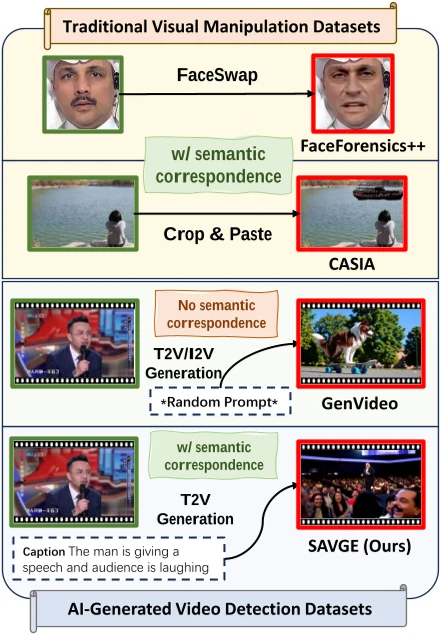 Traditional Visual Manipulation Datasets
FaceSwap
FaceForensics++
w/ semantic
correspondence
Crop & Paste
CASIA
No semantic
correspondence
T2V/I2V
Generation
*Random Prompt*
GenVideo
w/ semantic
correspondence
T2V
Generation
SAVGE (Ours)
Caption The man is giving a
speech and audience is laughing
AI-Generated Video Detection Datasets